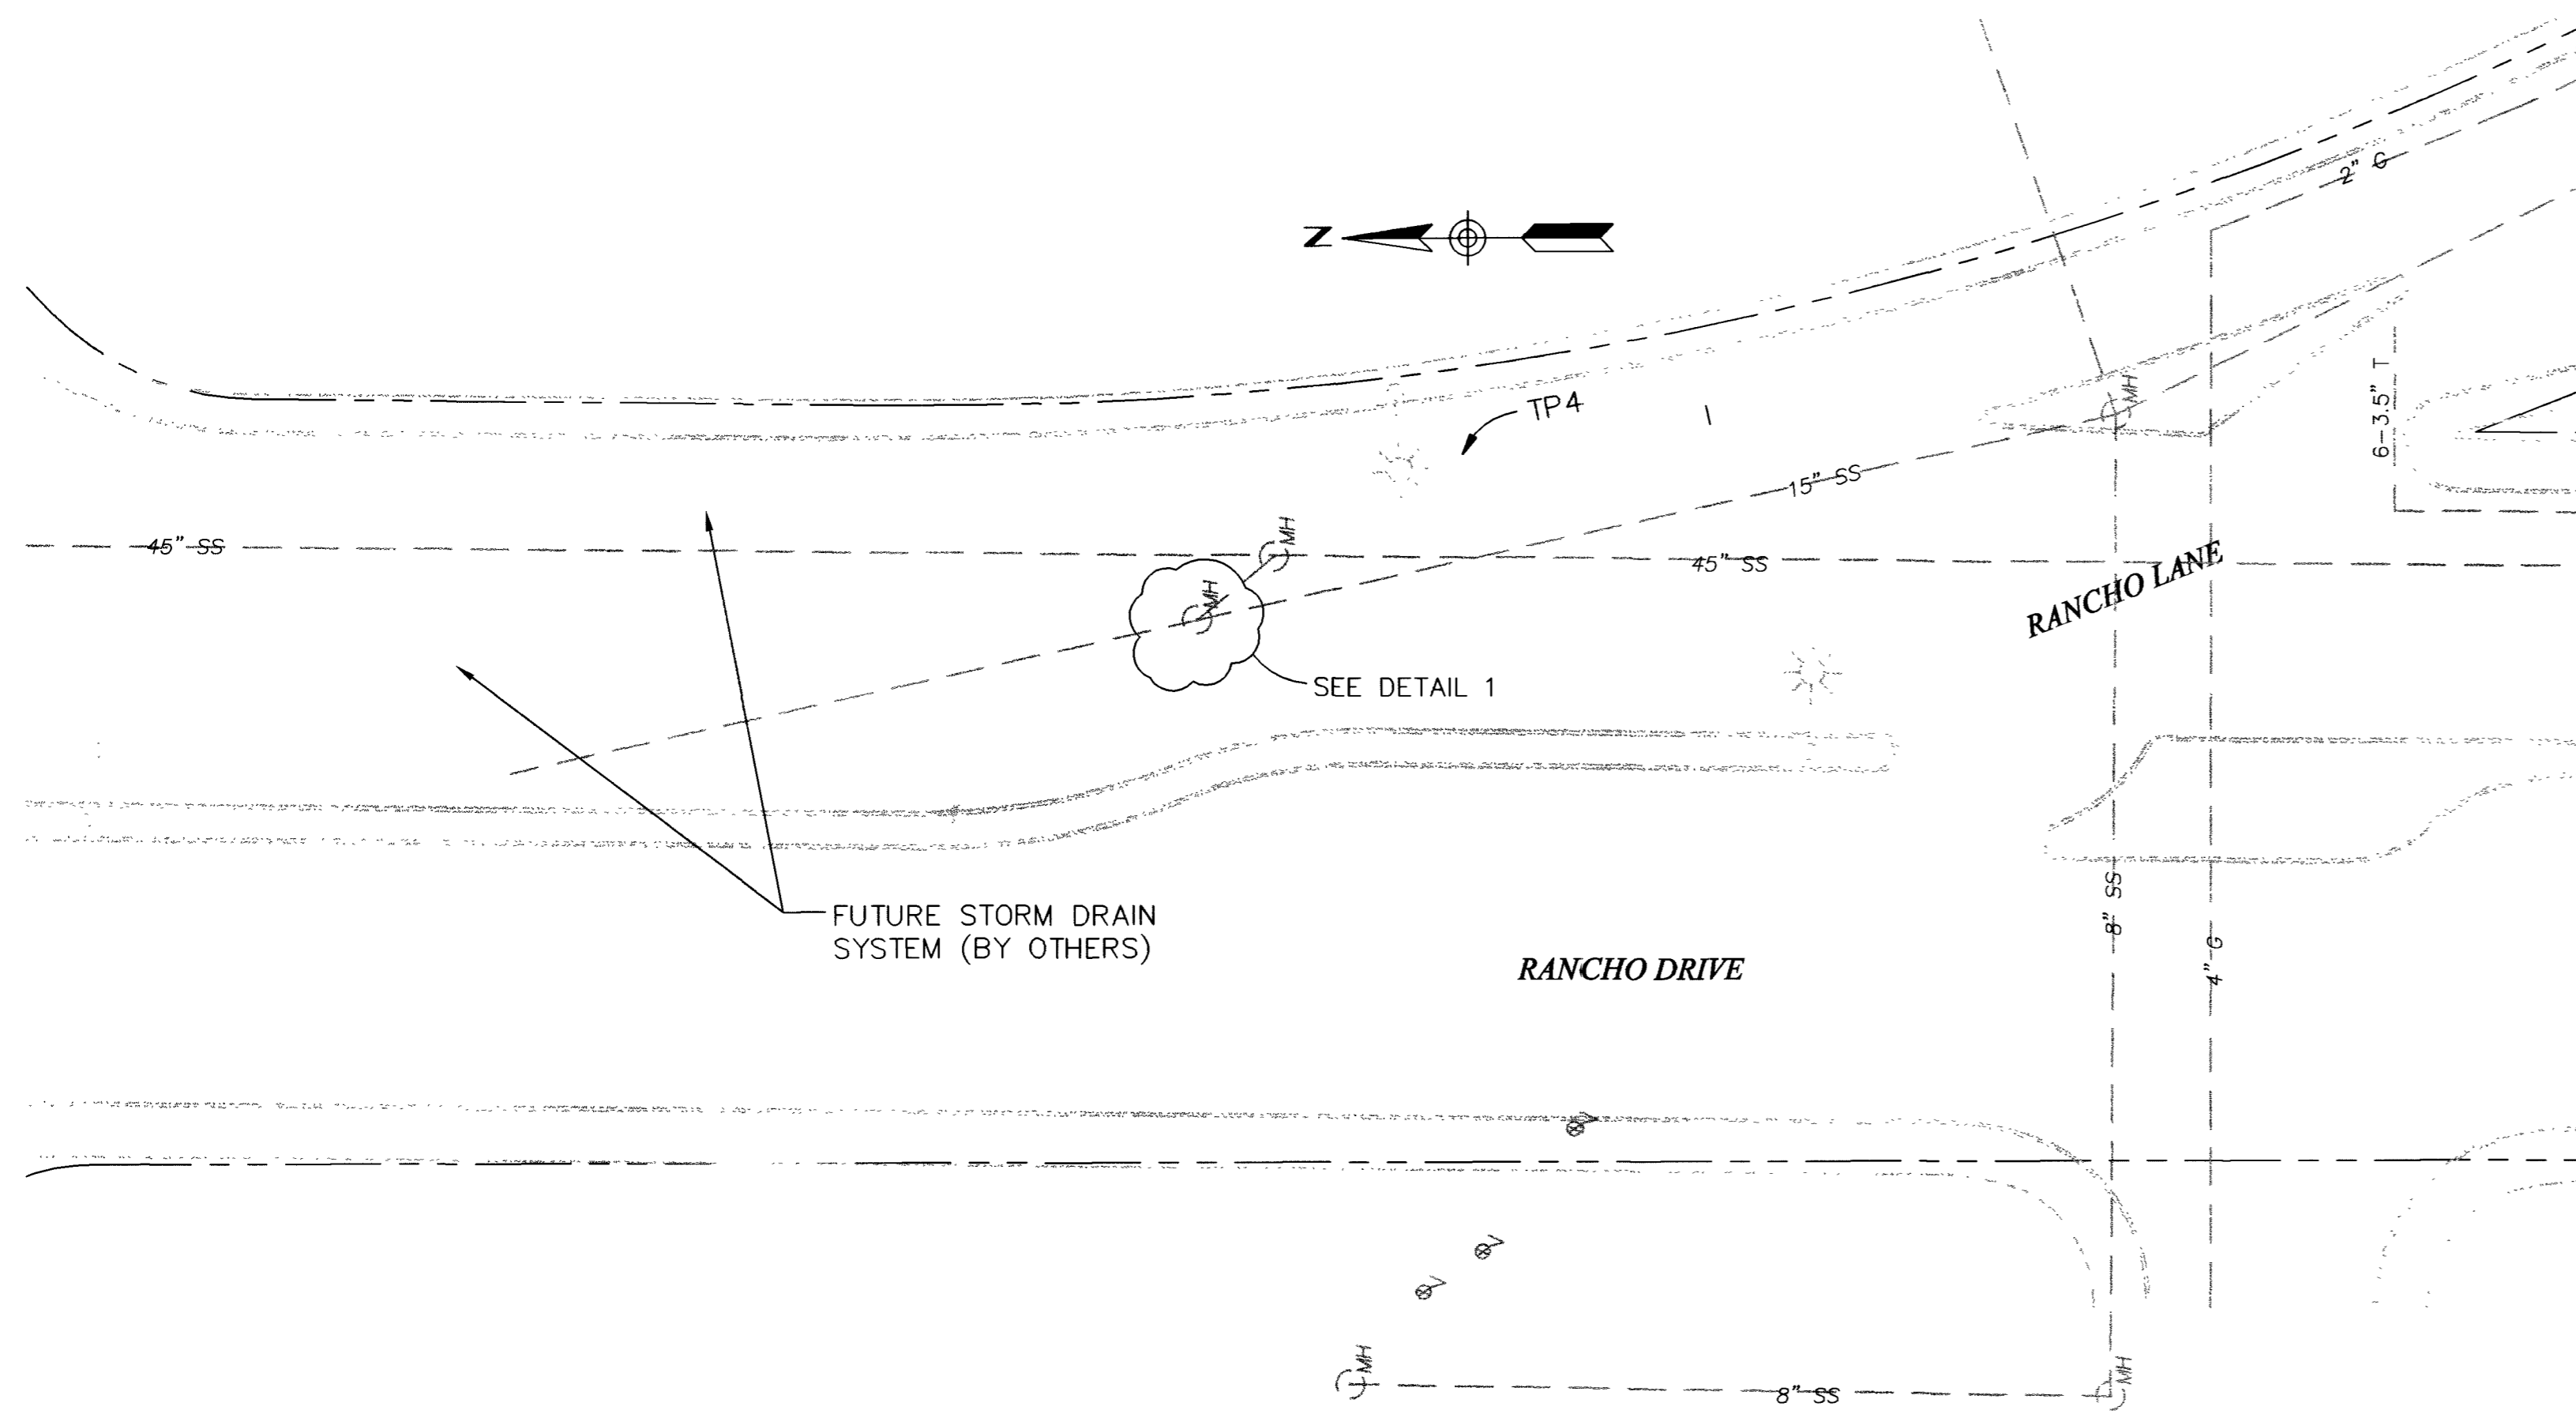 2" G
N
MH
6-3.5" T
TP4
15" SS
MH
45" SS
45" SS
RANCHO LANE
MH
SEE DETAIL 1
8" SS
FUTURE STORM DRAIN
SYSTEM (BY OTHERS)
4" G
RANCHO DRIVE
MH
MH
8" SS